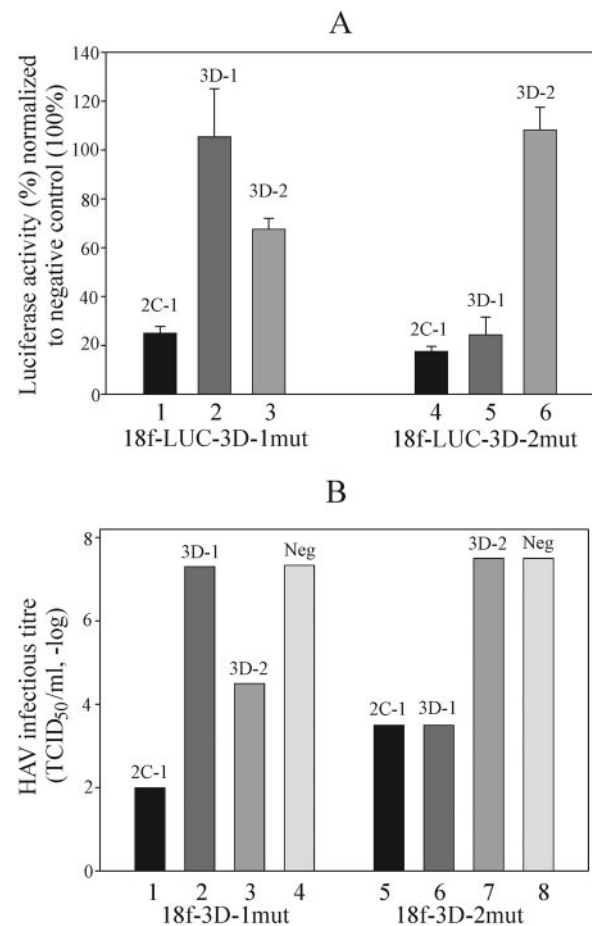 A
Luciferase activity (%) normalized
to negative control (100%)
140
120
100
80
60
40
20
0
2C-1
3D-1
3D-2
2C-1
3D-1
3D-2
1 2 3 4 5 6
18f-LUC-3D-1mut 18f-LUC-3D-2mut
B
HAV infectious titre
(TCID50/ml, -log)
8
6
4
2
0
2C-1
3D-1
3D-2
Neg
2C-1
3D-1
3D-2
Neg
1 2 3 4 5 6 7 8
18f-3D-1mut 18f-3D-2mut